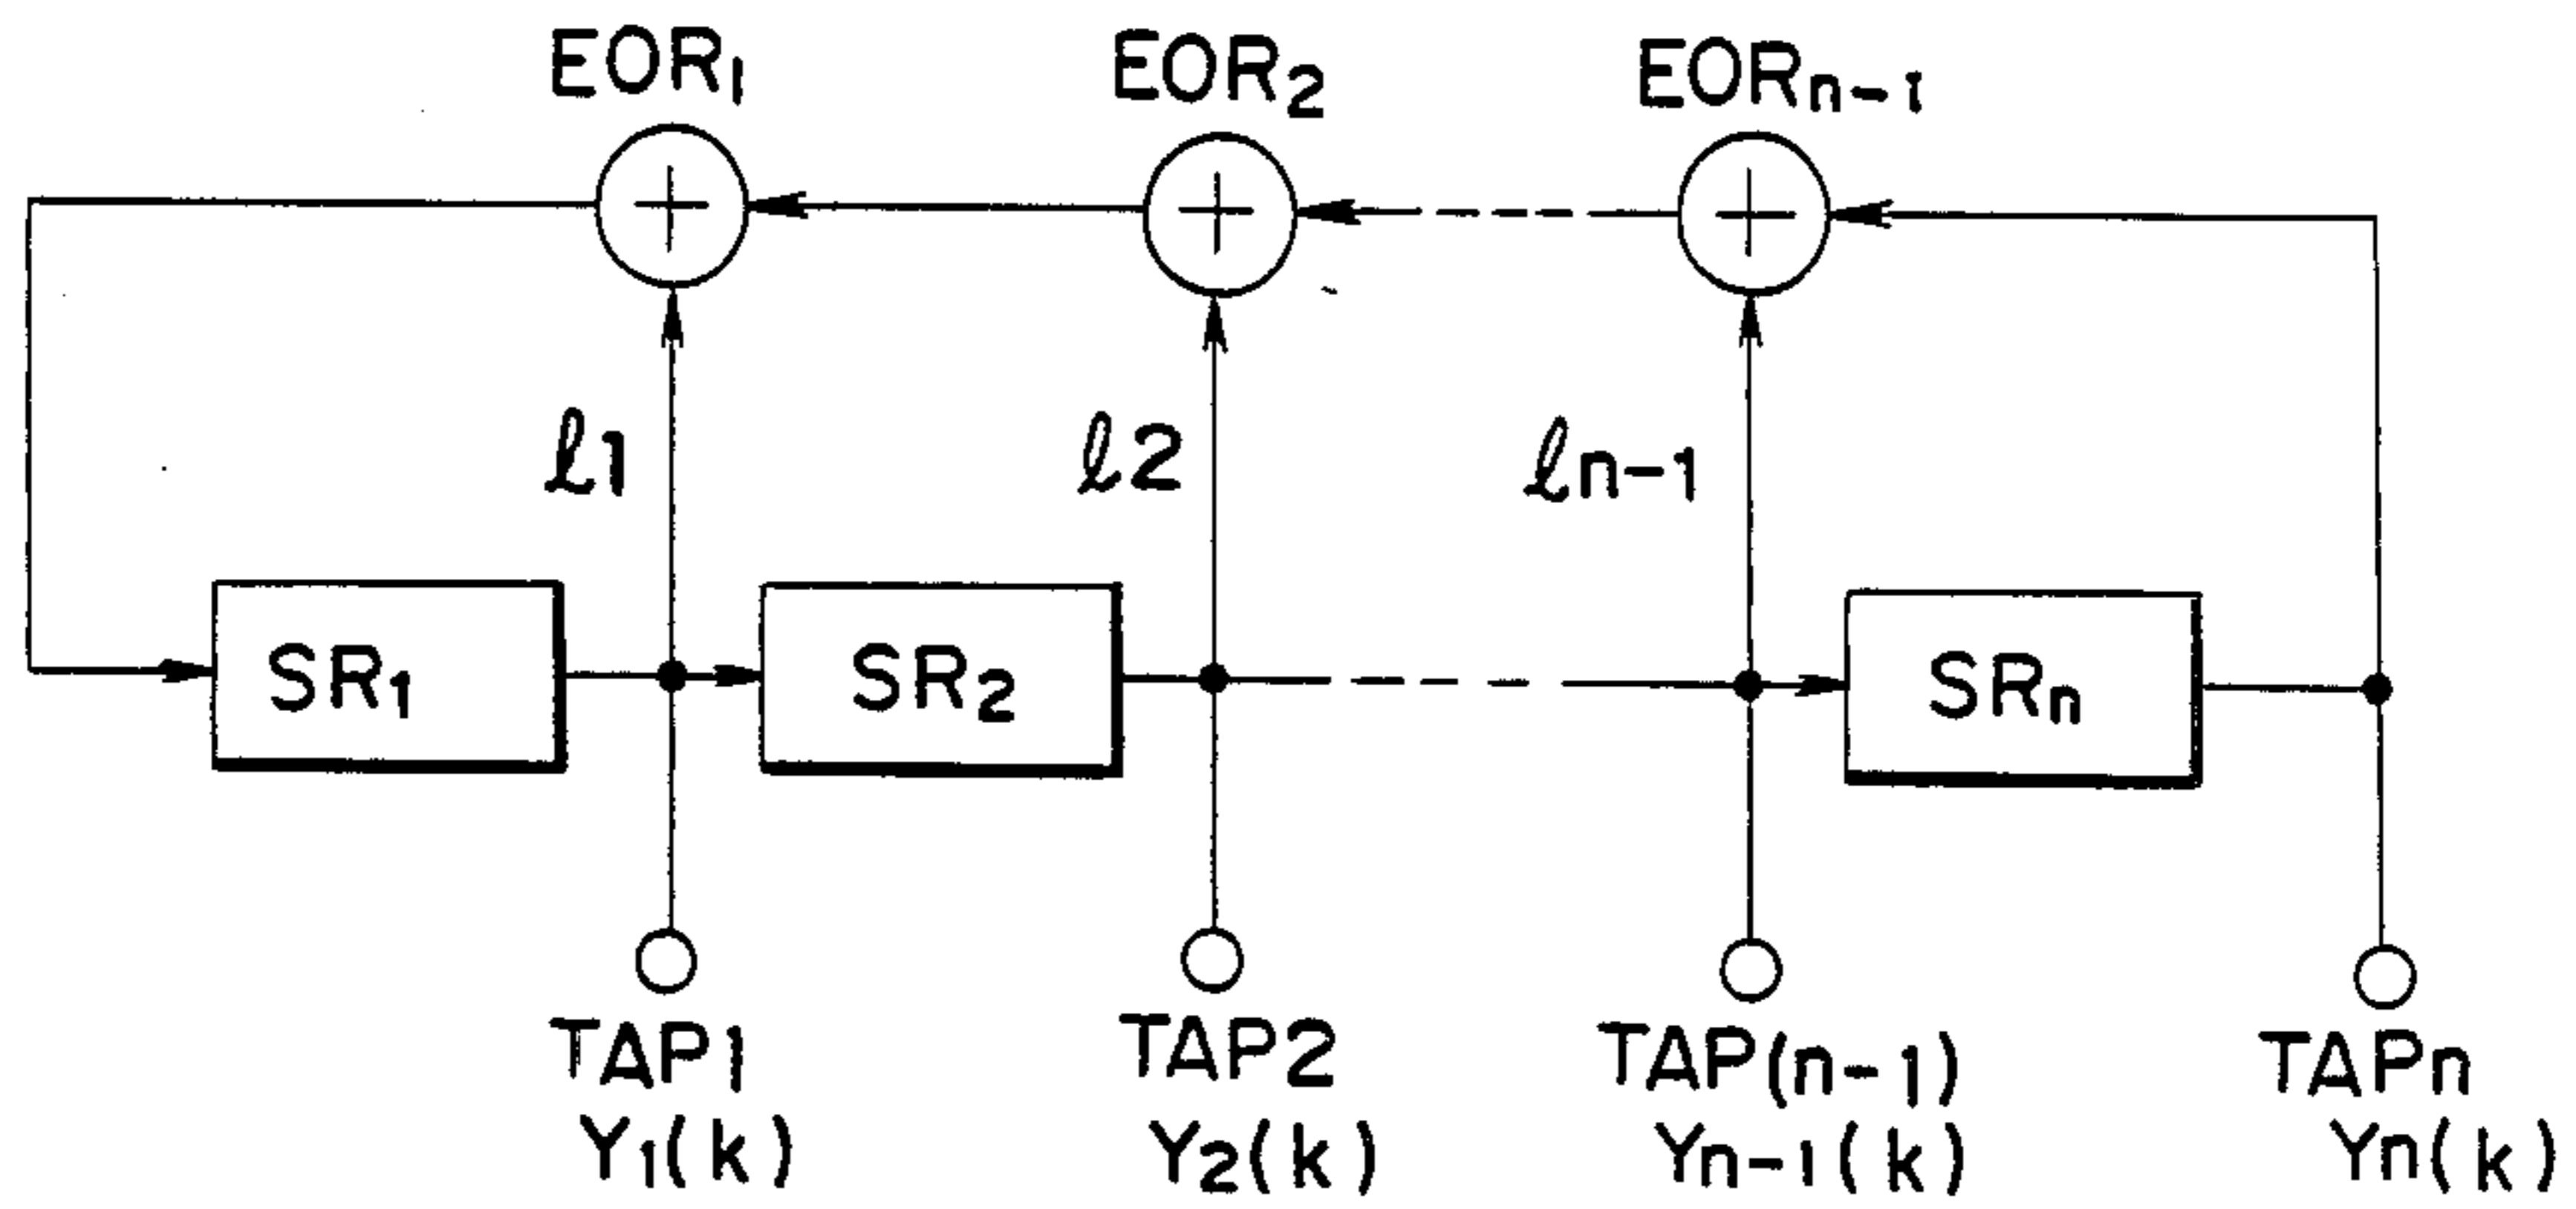 EOR₁ EOR₂ EORₙ₋₁
ℓ1 ℓ2 ℓn-1
SR₁ SR₂ SRₙ
TAP1 TAP2 TAP(n-1) TAPn
Y₁(k) Y₂(k) Yn-1(k) Yn(k)